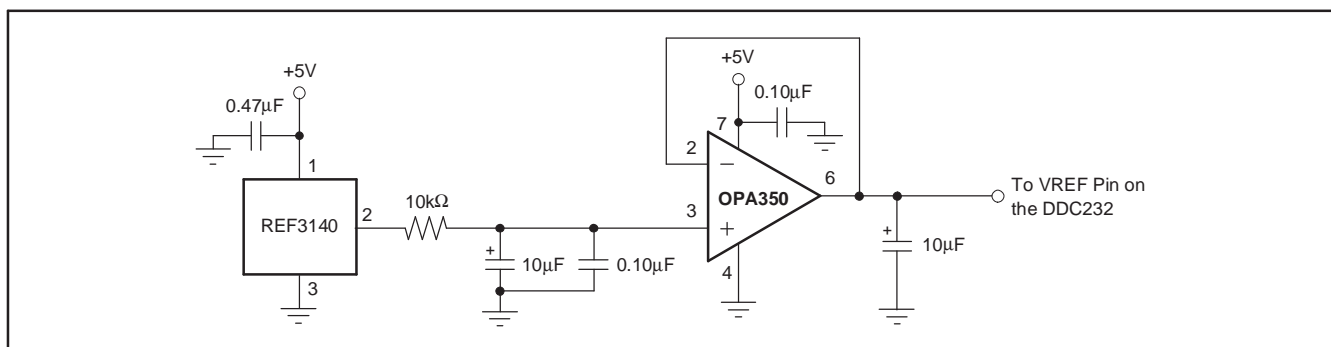 +5V
0.47μF
1
REF3140
2
3
10kΩ
+
10μF
0.10μF
+5V
0.10μF
7
2
−
OPA350
3
+
4
6
+
10μF
To VREF Pin on
the DDC232